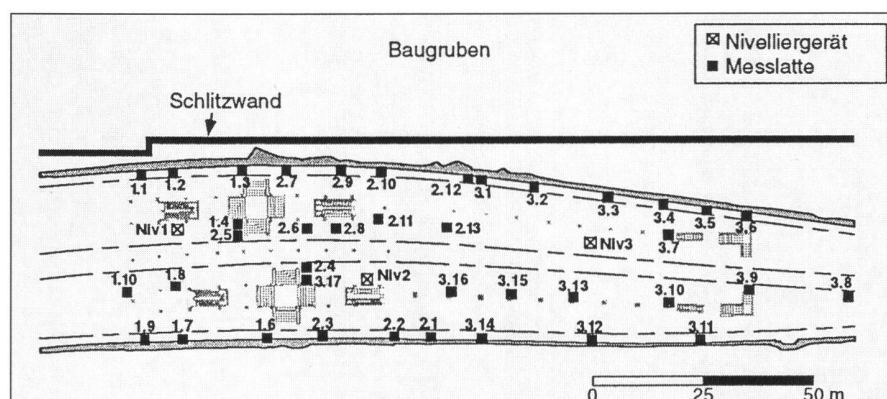 Baugruben
Nivelliergerät
Messlatte
Schlitzwand
1.1 1.2 1.3 2.7 2.9 2.10 2.12 3.1 3.2 3.3 3.4 3.5 3.6
1.4 2.11
Niv1 2.5 2.6 2.8 2.13 Niv3 3.7
2.4
1.10 1.8 3.17 Niv2 3.16 3.15 3.13 3.10 3.9 3.8
1.9 1.7 1.6 2.3 2.2 2.1 3.14 3.12 3.11
0 25 50 m